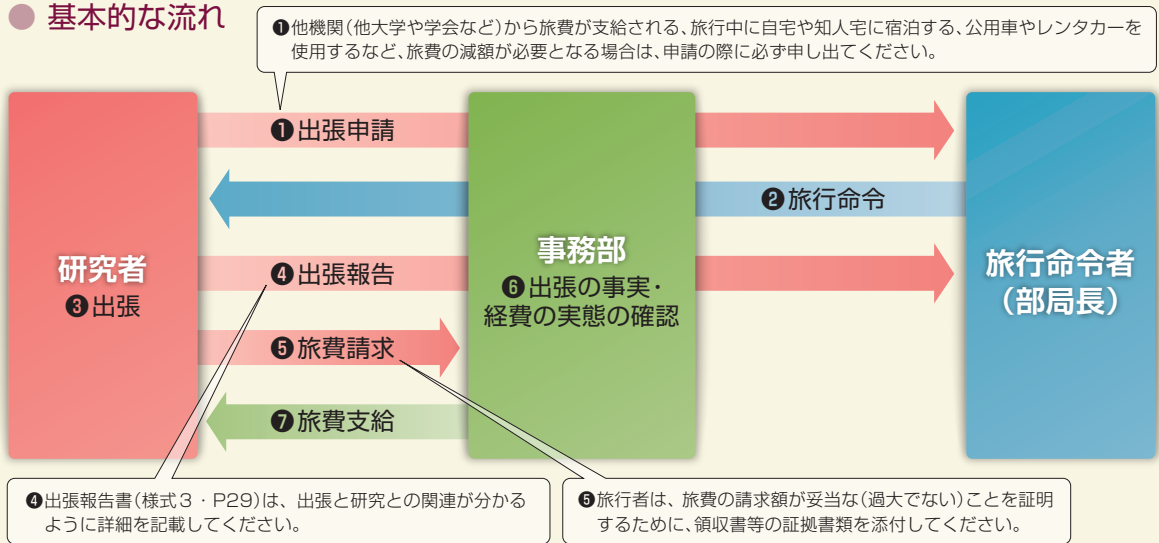 ● 基本的な流れ
❶他機関（他大学や学会など）から旅費が支給される、旅行中に自宅や知人宅に宿泊する、公用車やレンタカーを
使用するなど、旅費の減額が必要となる場合は、申請の際に必ず申し出てください。
❶出張申請
❷旅行命令
研究者
❸出張
❹出張報告
事務部
❻出張の事実・
経費の実態の確認
旅行命令者
（部局長）
❺旅費請求
❼旅費支給
❹出張報告書（様式3・P29）は、出張と研究との関連が分かる
ように詳細を記載してください。
❺旅行者は、旅費の請求額が妥当な（過大でない）ことを証明
するために、領収書等の証拠書類を添付してください。